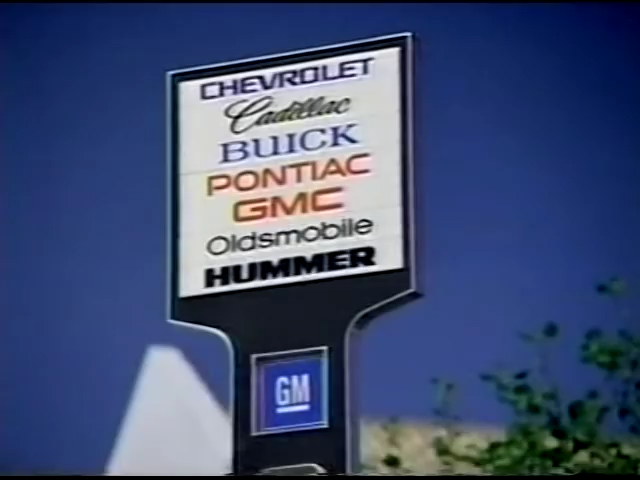 CHEVROLET
Cadillac
BUICK
PONTIAC
GMC
Oldsmobile
HUMMER
GM